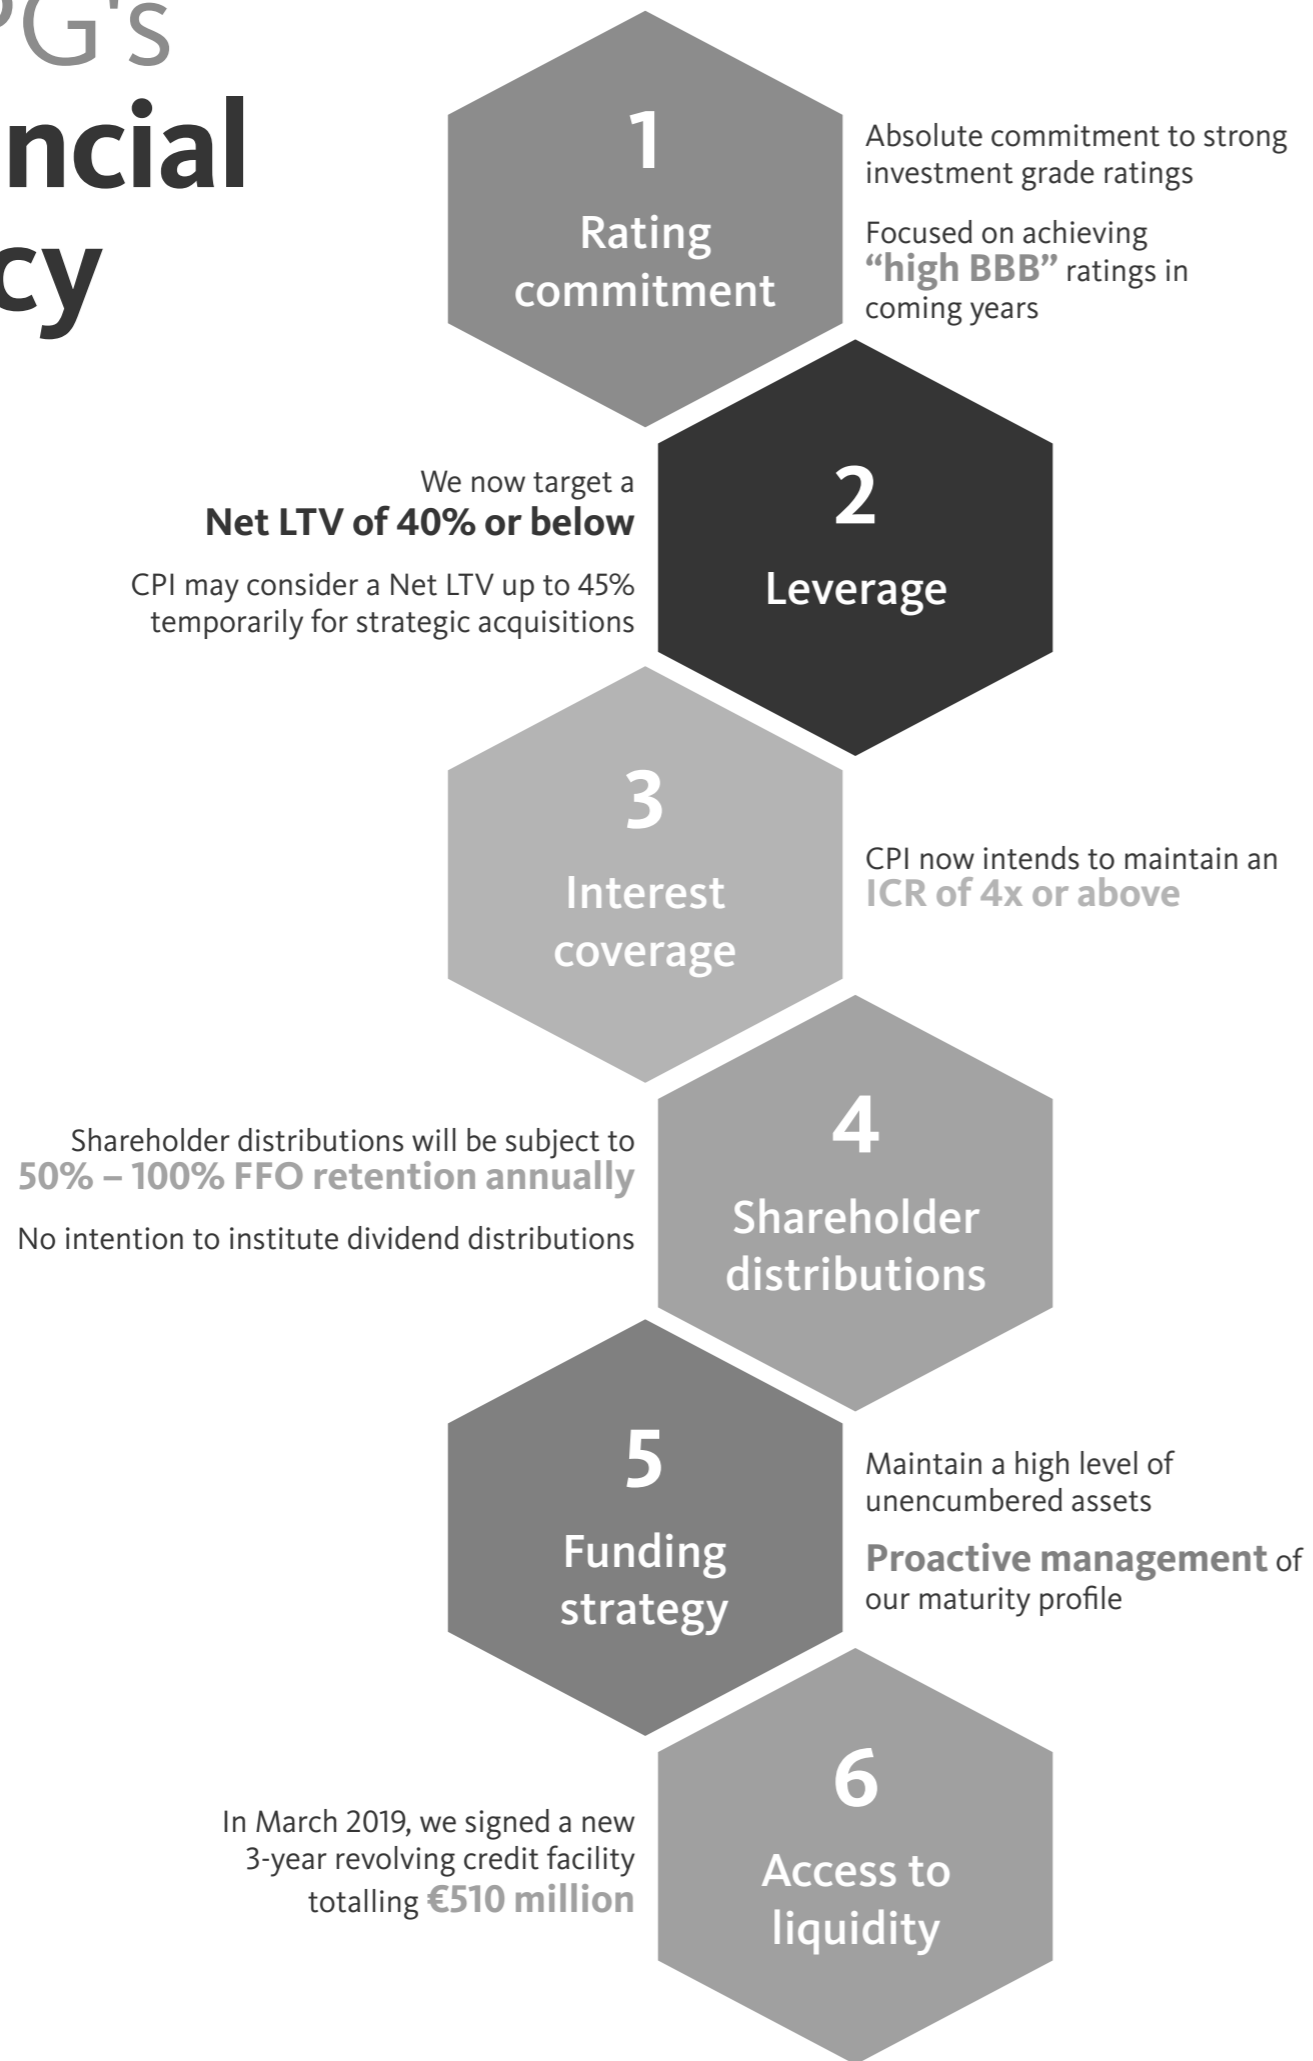 PG's
ncial
cy
1
Rating
commitment
Absolute commitment to strong
investment grade ratings
Focused on achieving
“high BBB” ratings in
coming years
2
Leverage
We now target a
Net LTV of 40% or below
CPI may consider a Net LTV up to 45%
temporarily for strategic acquisitions
3
Interest
coverage
CPI now intends to maintain an
ICR of 4x or above
4
Shareholder
distributions
Shareholder distributions will be subject to
50% – 100% FFO retention annually
No intention to institute dividend distributions
5
Funding
strategy
Maintain a high level of
unencumbered assets
Proactive management of
our maturity profile
6
Access to
liquidity
In March 2019, we signed a new
3-year revolving credit facility
totalling €510 million